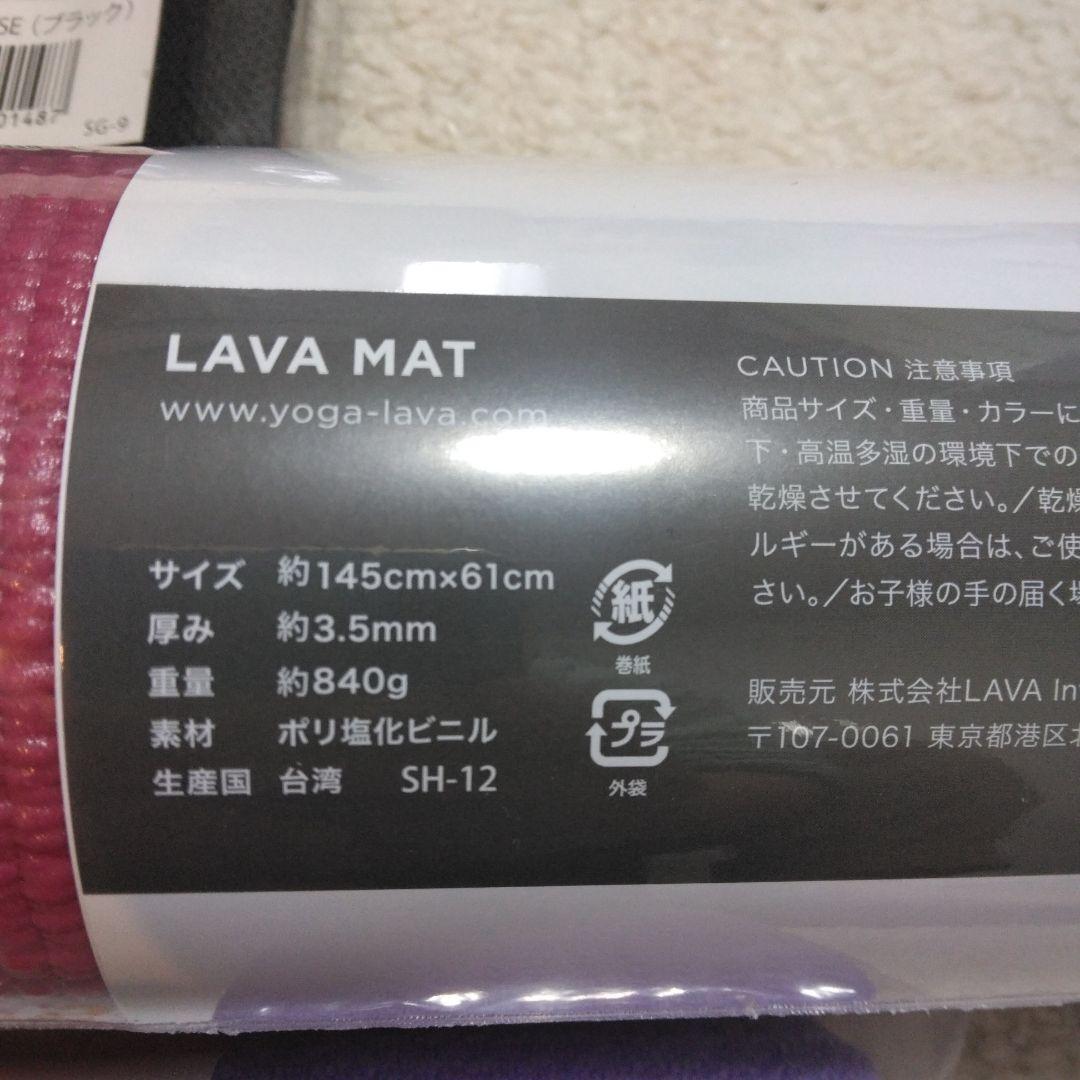 SE（ブラック）
01487
SG-9
LAVA MAT
www.yoga-lava.com
サイズ 約145cm×61cm
厚み 約3.5mm
重量 約840g
素材 ポリ塩化ビニル
生産国 台湾 SH-12
紙
巻紙
プラ
外袋
CAUTION 注意事項
商品サイズ・重量・カラーに
下・高温多湿の環境下での
乾燥させてください。／乾燥
ルギーがある場合は、ご使
さい。／お子様の手の届く場
販売元 株式会社LAVA In
〒107-0061 東京都港区北